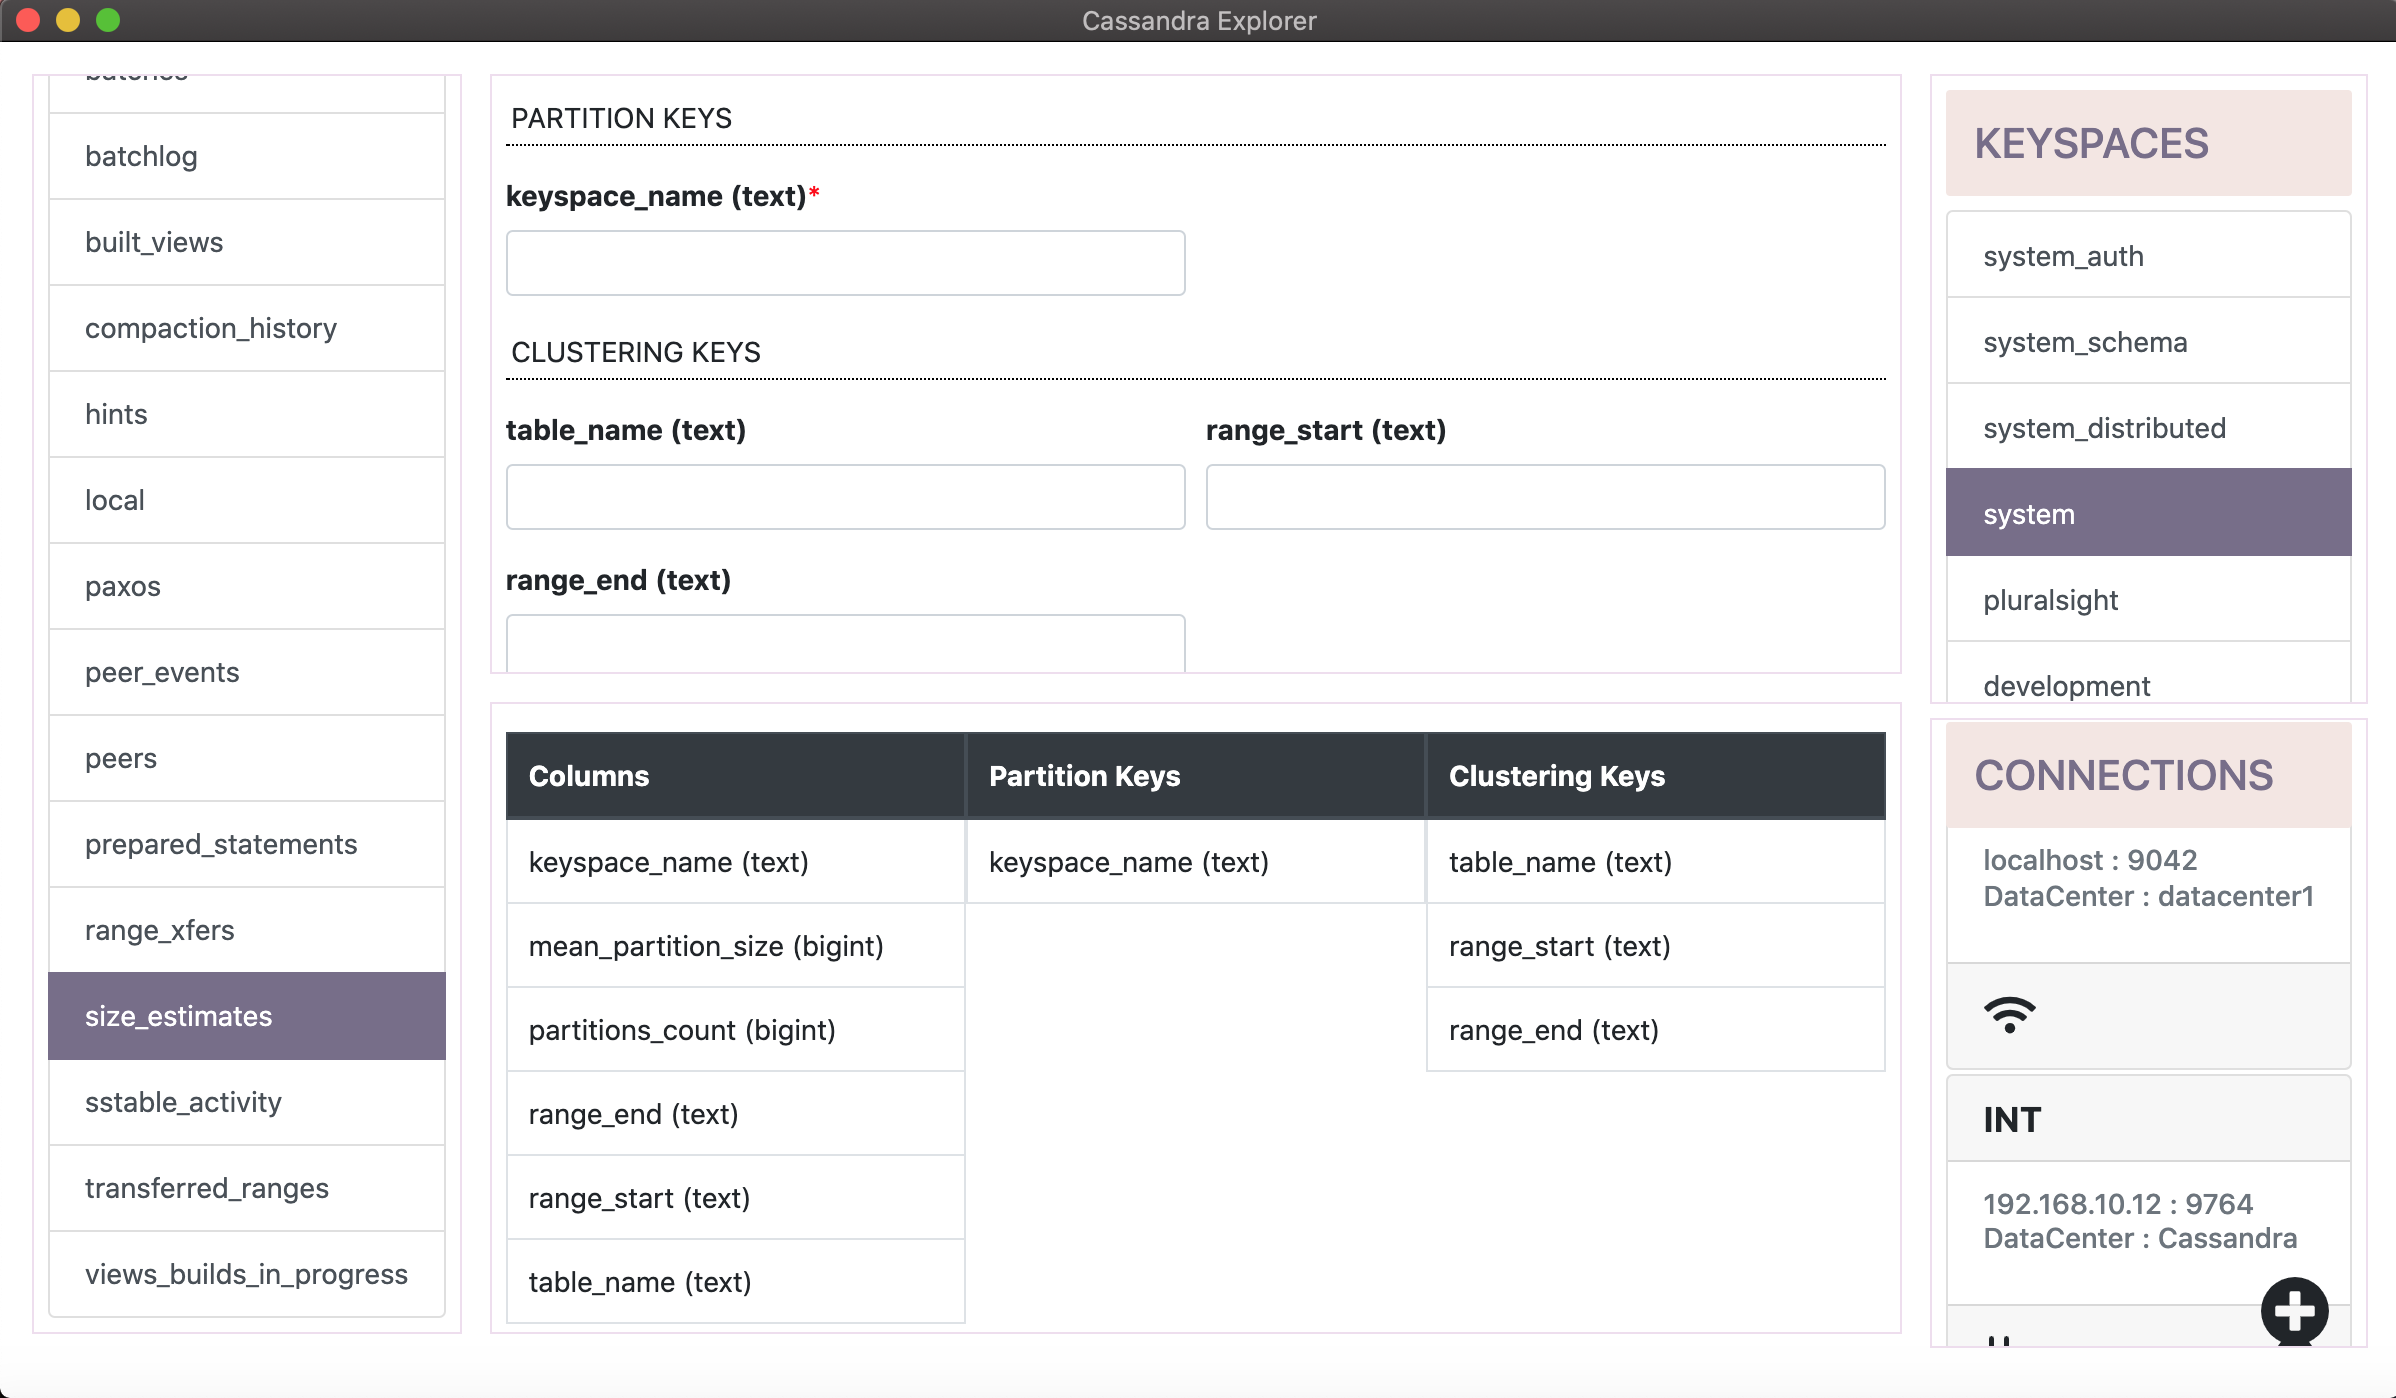 Cassandra Explorer
batches
batchlog
built_views
compaction_history
hints
local
paxos
peer_events
peers
prepared_statements
range_xfers
size_estimates
sstable_activity
transferred_ranges
views_builds_in_progress
PARTITION KEYS
keyspace_name (text)*
CLUSTERING KEYS
table_name (text)
range_start (text)
range_end (text)
Columns
Partition Keys
Clustering Keys
keyspace_name (text)
keyspace_name (text)
table_name (text)
mean_partition_size (bigint)
range_start (text)
partitions_count (bigint)
range_end (text)
range_end (text)
range_start (text)
table_name (text)
KEYSPACES
system_auth
system_schema
system_distributed
system
pluralsight
development
CONNECTIONS
localhost : 9042
DataCenter : datacenter1
INT
192.168.10.12 : 9764
DataCenter : Cassandra